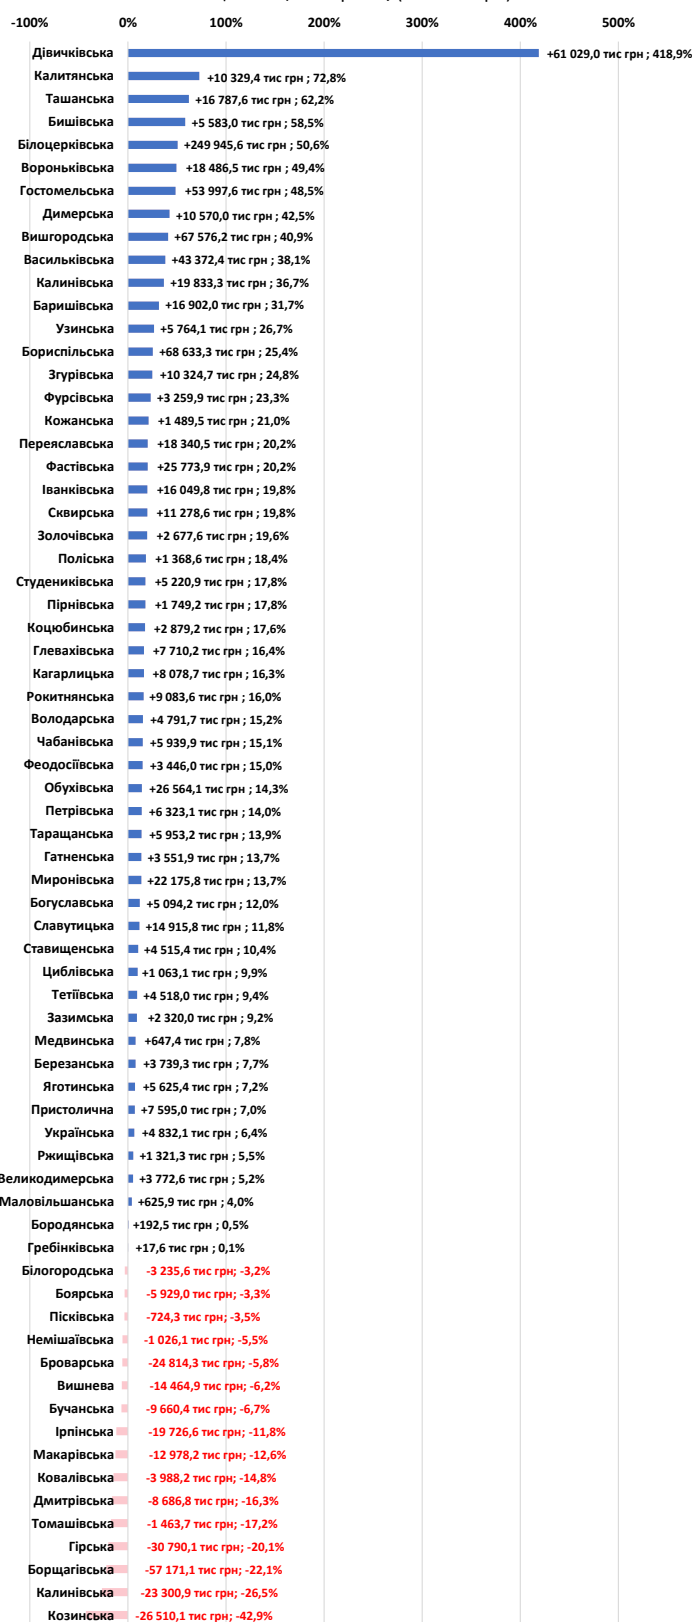 -100% 0% 100% 200% 300% 400% 500%
Дівичківська +61 029,0 тис грн ; 418,9%
Калитянська +10 329,4 тис грн ; 72,8%
Ташанська +16 787,6 тис грн ; 62,2%
Бишівська +5 583,0 тис грн ; 58,5%
Білоцерківська +249 945,6 тис грн ; 50,6%
Вороньківська +18 486,5 тис грн ; 49,4%
Гостомельська +53 997,6 тис грн ; 48,5%
Димерська +10 570,0 тис грн ; 42,5%
Вишгородська +67 576,2 тис грн ; 40,9%
Васильківська +43 372,4 тис грн ; 38,1%
Калинівська +19 833,3 тис грн ; 36,7%
Баришівська +16 902,0 тис грн ; 31,7%
Узинська +5 764,1 тис грн ; 26,7%
Бориспільська +68 633,3 тис грн ; 25,4%
Згурівська +10 324,7 тис грн ; 24,8%
Фурсівська +3 259,9 тис грн ; 23,3%
Кожанська +1 489,5 тис грн ; 21,0%
Переяславська +18 340,5 тис грн ; 20,2%
Фастівська +25 773,9 тис грн ; 20,2%
Іванківська +16 049,8 тис грн ; 19,8%
Сквирська +11 278,6 тис грн ; 19,8%
Золочівська +2 677,6 тис грн ; 19,6%
Поліська +1 368,6 тис грн ; 18,4%
Студениківська +5 220,9 тис грн ; 17,8%
Пірнівська +1 749,2 тис грн ; 17,8%
Коцюбинська +2 879,2 тис грн ; 17,6%
Глевахівська +7 710,2 тис грн ; 16,4%
Кагарлицька +8 078,7 тис грн ; 16,3%
Рокитнянська +9 083,6 тис грн ; 16,0%
Володарська +4 791,7 тис грн ; 15,2%
Чабанівська +5 939,9 тис грн ; 15,1%
Феодосіївська +3 446,0 тис грн ; 15,0%
Обухівська +26 564,1 тис грн ; 14,3%
Петрівська +6 323,1 тис грн ; 14,0%
Таращанська +5 953,2 тис грн ; 13,9%
Гатненська +3 551,9 тис грн ; 13,7%
Миронівська +22 175,8 тис грн ; 13,7%
Богуславська +5 094,2 тис грн ; 12,0%
Славутицька +14 915,8 тис грн ; 11,8%
Ставищенська +4 515,4 тис грн ; 10,4%
Циблівська +1 063,1 тис грн ; 9,9%
Тетіївська +4 518,0 тис грн ; 9,4%
Зазимська +2 320,0 тис грн ; 9,2%
Медвинська +647,4 тис грн ; 7,8%
Березанська +3 739,3 тис грн ; 7,7%
Яготинська +5 625,4 тис грн ; 7,2%
Пристолична +7 595,0 тис грн ; 7,0%
Українська +4 832,1 тис грн ; 6,4%
Ржищівська +1 321,3 тис грн ; 5,5%
Великодимерська +3 772,6 тис грн ; 5,2%
Маловільшанська +625,9 тис грн ; 4,0%
Бородянська +192,5 тис грн ; 0,5%
Гребінківська +17,6 тис грн ; 0,1%
Білогородська -3 235,6 тис грн; -3,2%
Боярська -5 929,0 тис грн; -3,3%
Пісківська -724,3 тис грн; -3,5%
Немішаївська -1 026,1 тис грн; -5,5%
Броварська -24 814,3 тис грн; -5,8%
Вишнева -14 464,9 тис грн; -6,2%
Бучанська -9 660,4 тис грн; -6,7%
Ірпінська -19 726,6 тис грн; -11,8%
Макарівська -12 978,2 тис грн; -12,6%
Ковалівська -3 988,2 тис грн; -14,8%
Дмитрівська -8 686,8 тис грн; -16,3%
Томашівська -1 463,7 тис грн; -17,2%
Гірська -30 790,1 тис грн; -20,1%
Борщагівська -57 171,1 тис грн; -22,1%
Калинівська -23 300,9 тис грн; -26,5%
Козинська -26 510,1 тис грн; -42,9%